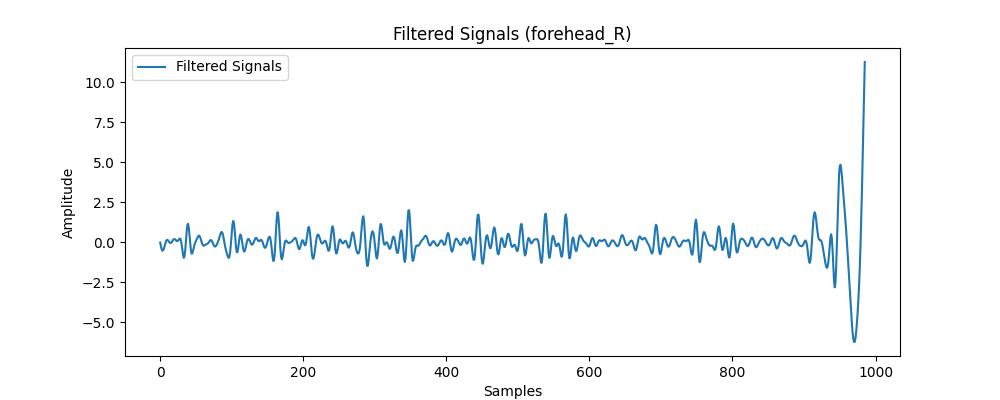 Filtered Signals (forehead_R)
Filtered Signals
10.0
7.5
5.0
2.5
0.0
−2.5
−5.0
Amplitude
0 200 400 600 800 1000
Samples